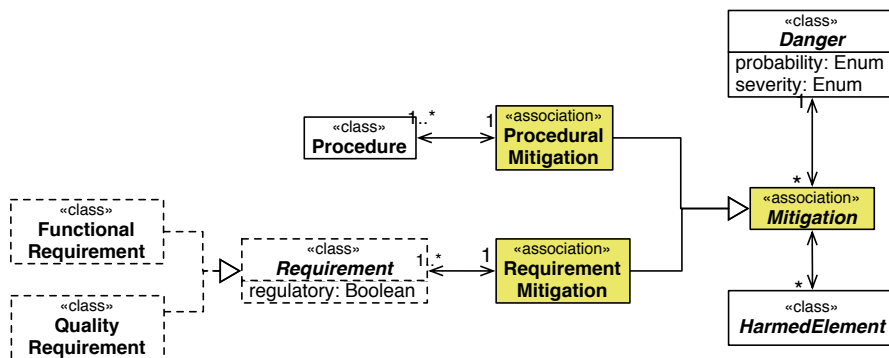 «class»
Danger
probability: Enum
severity: Enum
1
*
«class»
Procedure
1..*
1
«association»
Procedural
Mitigation
«association»
Mitigation
«class»
Functional
Requirement
«class»
Requirement
regulatory: Boolean
1..*
1
«association»
Requirement
Mitigation
«class»
Quality
Requirement
*
«class»
HarmedElement